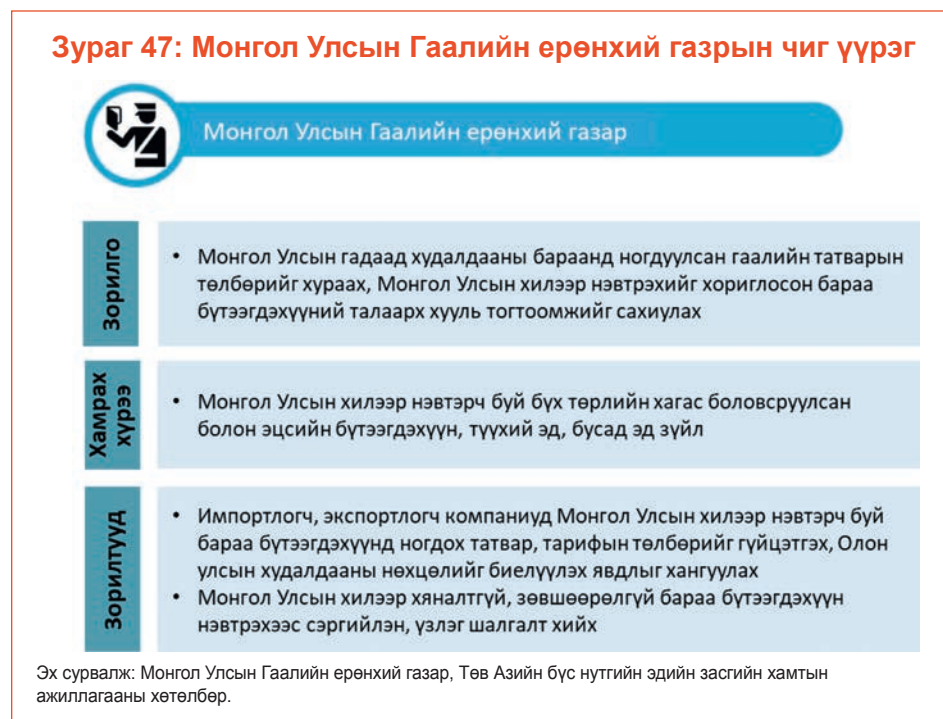 Зураг 47: Монгол Улсын Гаалийн ерөнхий газрын чиг үүрэг
Монгол Улсын Гаалийн ерөнхий газар
Зорилго
• Монгол Улсын гадаад худалдааны бараанд ногдуулсан гаалийн татварын
төлбөрийг хураах, Монгол Улсын хилээр нэвтрэхийг хориглосон бараа
бүтээгдэхүүний талаарх хууль тогтоомжийг сахиулах
Хамрах
хүрээ
• Монгол Улсын хилээр нэвтэрч буй бүх төрлийн хагас боловсруулсан
болон эцсийн бүтээгдэхүүн, түүхий эд, бусад эд зүйл
Зорилтууд
• Импортлогч, экспортлогч компаниуд Монгол Улсын хилээр нэвтэрч буй
бараа бүтээгдэхүүнд ногдох татвар, тарифын төлбөрийг гүйцэтгэх, Олон
улсын худалдааны нөхцөлийг биелүүлэх явдлыг хангуулах
• Монгол Улсын хилээр хяналтгүй, зөвшөөрөлгүй бараа бүтээгдэхүүн
нэвтрэхээс сэргийлэн, үзлэг шалгалт хийх
Эх сурвалж: Монгол Улсын Гаалийн ерөнхий газар, Төв Азийн бүс нутгийн эдийн засгийн хамтын
ажиллагааны хөтөлбөр.